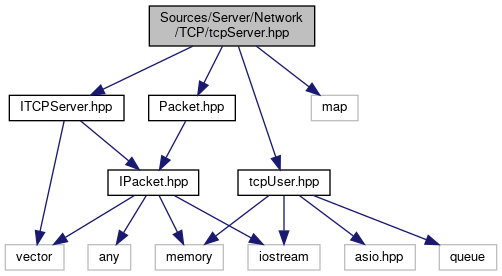 Sources/Server/Network
/TCP/tcpServer.hpp
ITCPServer.hpp
Packet.hpp
map
IPacket.hpp
tcpUser.hpp
vector
any
memory
iostream
asio.hpp
queue